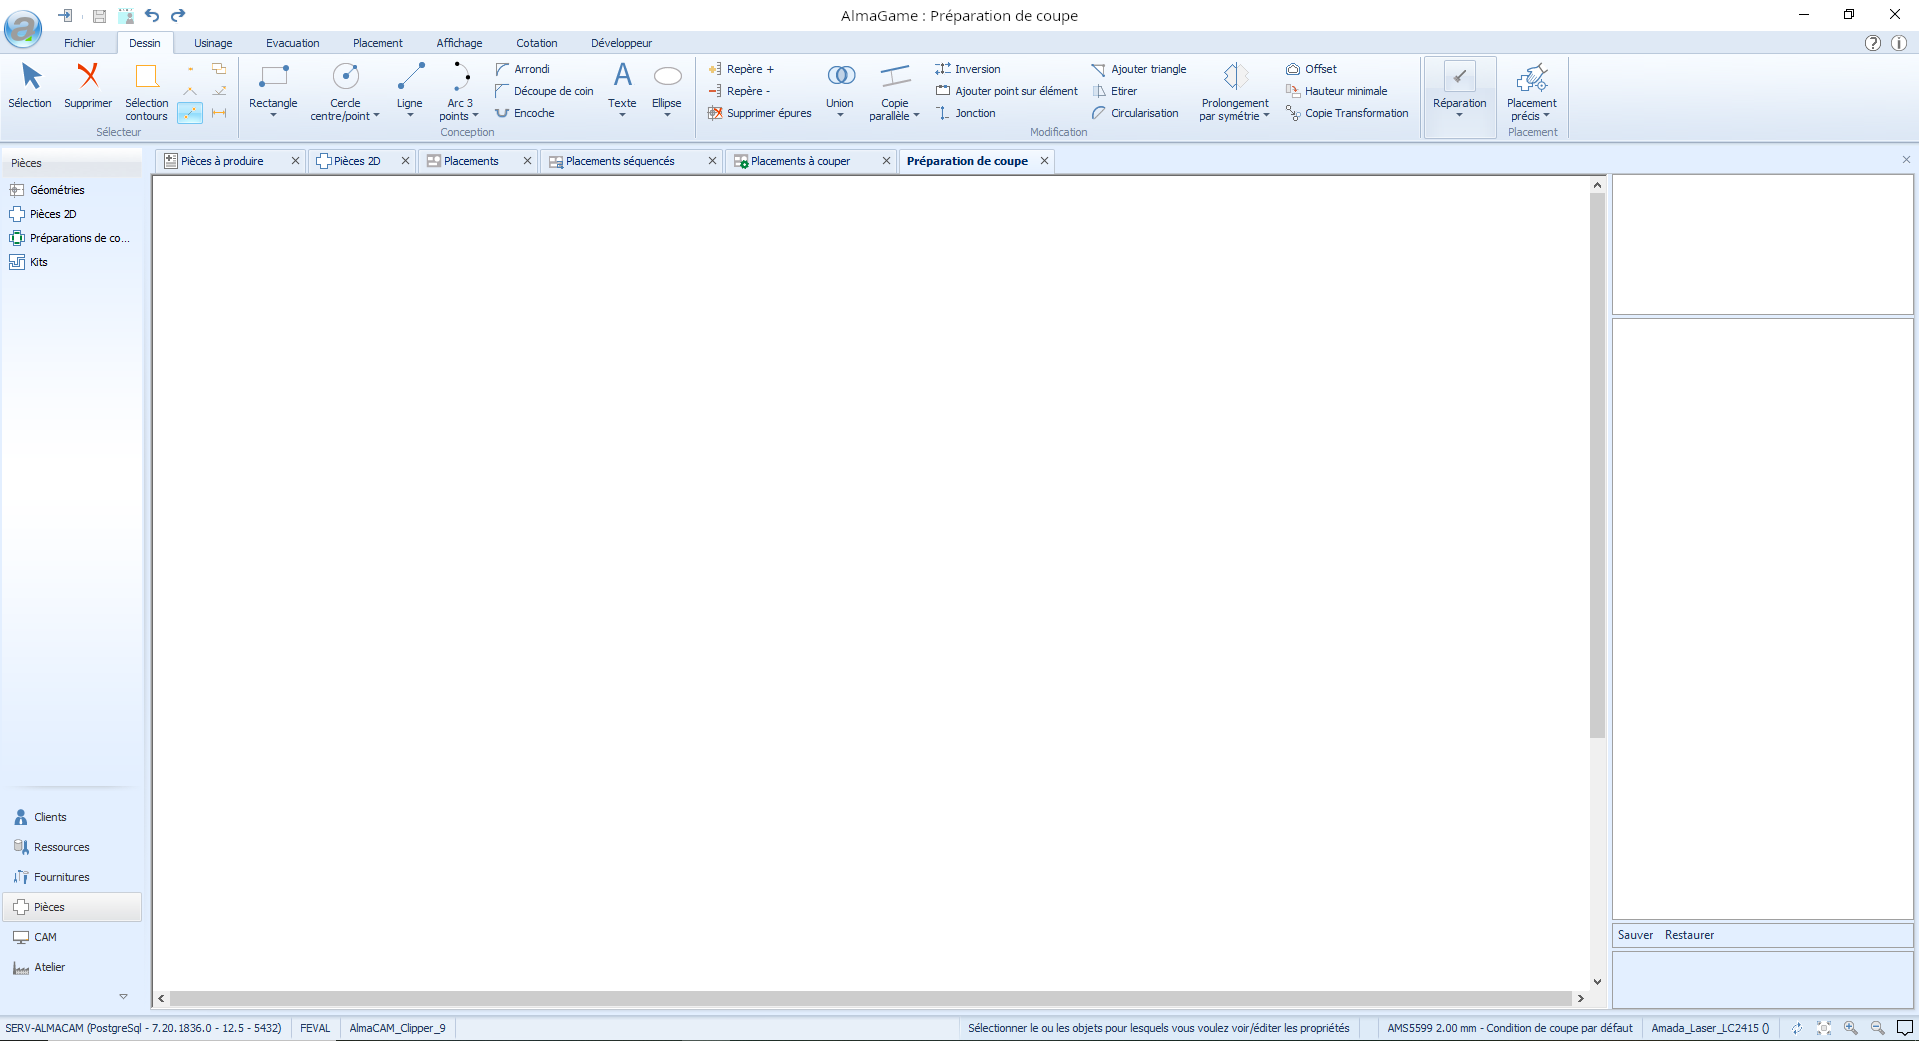 AlmaGame : Préparation de coupe
Fichier Dessin Usinage Evacuation Placement Affichage Cotation Développeur
Sélection
Supprimer
Sélection contours
Sélecteur
Rectangle
Cercle centre/point
Ligne
Arc 3 points
Arrondi
Découpe de coin
Encoche
Texte
Ellipse
Conception
Repère +
Repère -
Supprimer épures
Union
Copie parallèle
Inversion
Ajouter point sur élément
Jonction
Ajouter triangle
Etirer
Circularisation
Prolongement par symétrie
Offset
Hauteur minimale
Copie Transformation
Modification
Réparation
Placement précis
Placement
Pièces
Pièces à produire Pièces 2D Placements Placements séquencés Placements à couper Préparation de coupe
Géométries
Pièces 2D
Préparations de co...
Kits
Clients
Ressources
Fournitures
Pièces
CAM
Atelier
Sauver Restaurer
SERV-ALMACAM (PostgreSql - 7.20.1836.0 - 12.5 - 5432) FEVAL AlmaCAM_Clipper_9 Sélectionner le ou les objets pour lesquels vous voulez voir/éditer les propriétés AMS5599 2.00 mm - Condition de coupe par défaut Amada_Laser_LC2415 ()